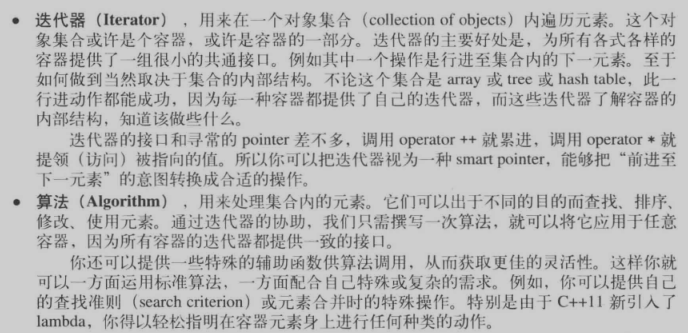 • 迭代器（Iterator），用来在一个对象集合（collection of objects）内遍历元素。这个对
象集合或许是个容器，或许是容器的一部分。迭代器的主要好处是，为所有各式各样的
容器提供了一组很小的共通接口。例如其中一个操作是行进至集合内的下一元素。至于
如何做到当然取决于集合的内部结构。不论这个集合是 array 或 tree 或 hash table，此一
行进动作都能成功，因为每一种容器都提供了自己的迭代器，而这些迭代器了解容器的
内部结构，知道该做些什么。
迭代器的接口和寻常的 pointer 差不多，调用 operator ++ 就累进，调用 operator * 就
提领（访问）被指向的值。所以你可以把迭代器视为一种 smart pointer，能够把“前进至
下一元素”的意图转换成合适的操作。
• 算法（Algorithm），用来处理集合内的元素。它们可以出于不同的目的而查找、排序、
修改、使用元素。通过迭代器的协助，我们只需撰写一次算法，就可以将它应用于任意
容器，因为所有容器的迭代器都提供一致的接口。
你还可以提供一些特殊的辅助函数供算法调用，从而获取更佳的灵活性。这样你就
可以一方面运用标准算法，一方面配合自己特殊或复杂的需求。例如，你可以提供自己
的查找准则（search criterion）或元素合并时的特殊操作。特别是由于 C++11 新引入了
lambda，你得以轻松指明在容器元素身上进行任何种类的动作。